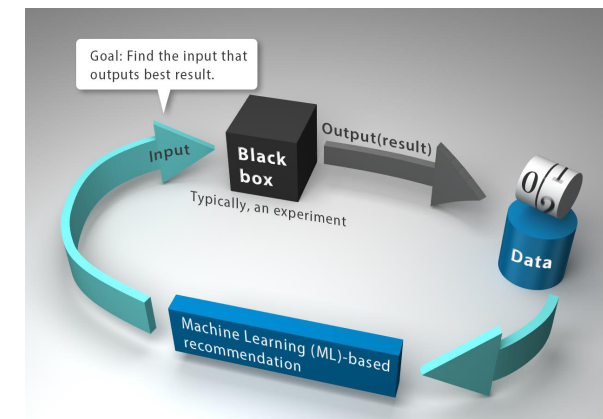 Goal: Find the input that
outputs best result.
Input
Black
box
Output(result)
Typically, an experiment
Data
Machine Learning (ML)-based
recommendation